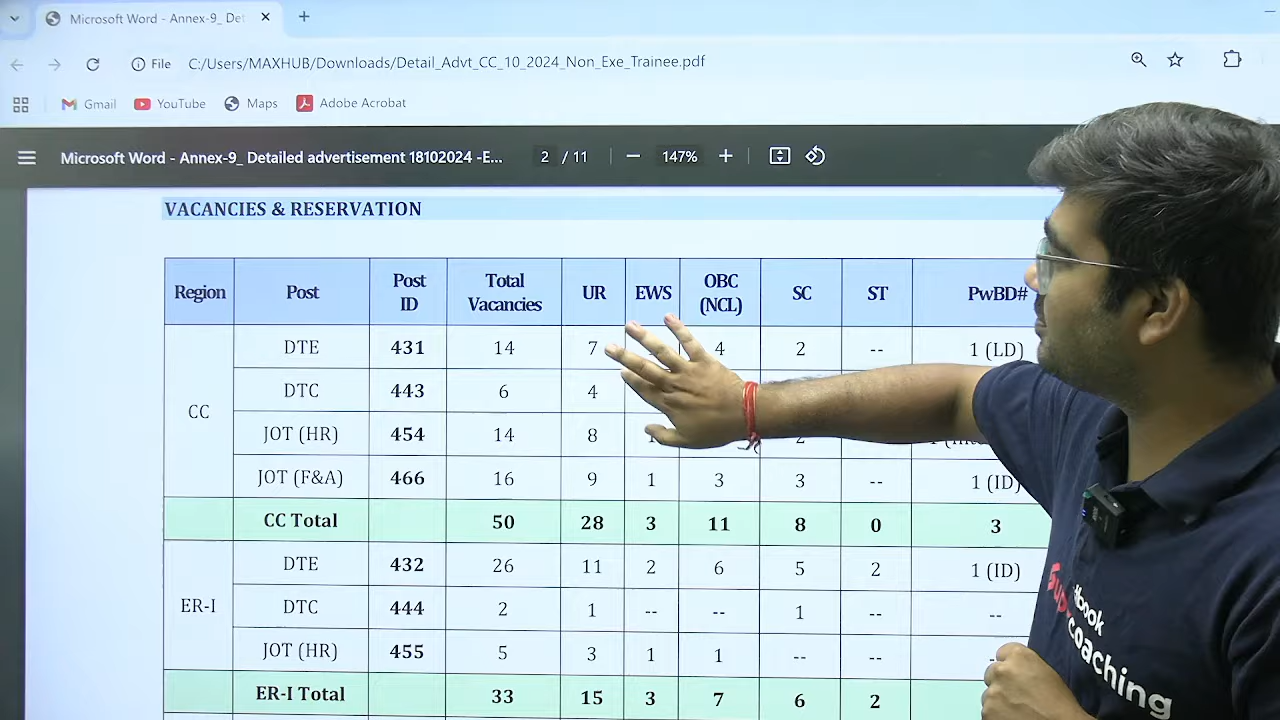 Microsoft Word - Annex-9_ Det
File C:/Users/MAXHUB/Downloads/Detail_Advt_CC_10_2024_Non_Exe_Trainee.pdf
Gmail YouTube Maps Adobe Acrobat
Microsoft Word - Annex-9_ Detailed advertisement 18102024 -E... 2 / 11 147%
VACANCIES & RESERVATION
Region Post Post ID Total Vacancies UR EWS OBC (NCL) SC ST PwBD#
CC
DTE 431 14 7 4 2 -- 1 (LD)
DTC 443 6 4
JOT (HR) 454 14 8 1 2
JOT (F&A) 466 16 9 1 3 3 -- 1 (ID)
CC Total 50 28 3 11 8 0 3
ER-I
DTE 432 26 11 2 6 5 2 1 (ID)
DTC 444 2 1 -- -- 1 -- --
JOT (HR) 455 5 3 1 1 -- --
ER-I Total 33 15 3 7 6 2
book
coaching